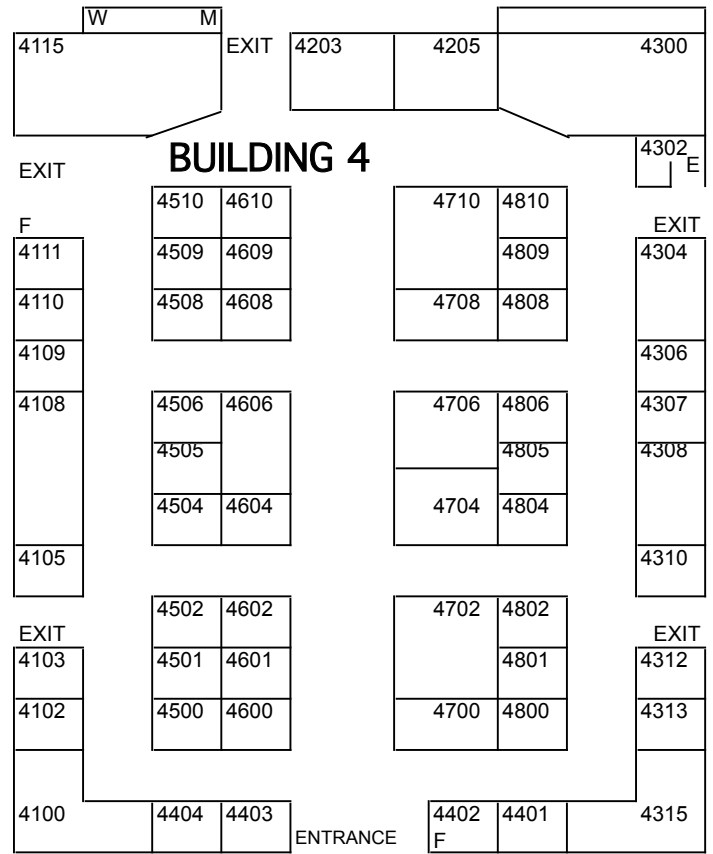 W M
4115 EXIT 4203 4205 4300
BUILDING 4 4302
EXIT E
4510 4610 4710 4810
F EXIT
4111 4509 4609 4809 4304
4110 4508 4608 4708 4808
4109 4306
4108 4506 4606 4706 4806 4307
4505 4805 4308
4504 4604 4704 4804
4105 4310
4502 4602 4702 4802
EXIT EXIT
4103 4501 4601 4801 4312
4102 4500 4600 4700 4800 4313
4100 4404 4403 4402 4401 4315
ENTRANCE F